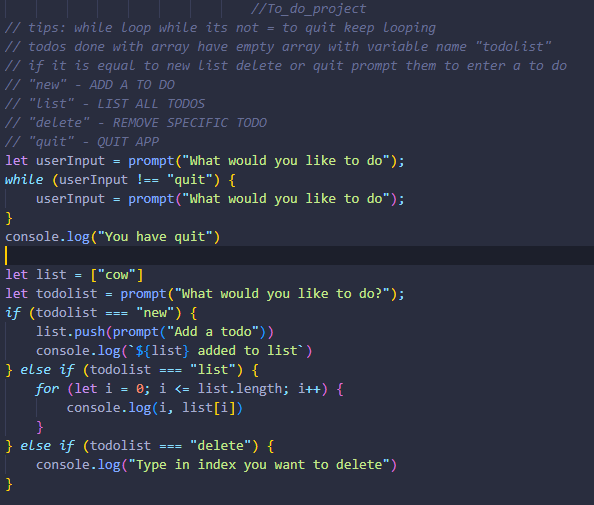 //To_do_project
// tips: while loop while its not = to quit keep looping
// todos done with array have empty array with variable name "todolist"
// if it is equal to new list delete or quit prompt them to enter a to do
// "new" - ADD A TO DO
// "list" - LIST ALL TODOS
// "delete" - REMOVE SPECIFIC TODO
// "quit" - QUIT APP
let userInput = prompt("What would you like to do");
while (userInput !== "quit") {
    userInput = prompt("What would you like to do");
}
console.log("You have quit")

let list = ["cow"]
let todolist = prompt("What would you like to do?");
if (todolist === "new") {
    list.push(prompt("Add a todo"))
    console.log(`${list} added to list`)
} else if (todolist === "list") {
    for (let i = 0; i <= list.length; i++) {
        console.log(i, list[i])
    }
} else if (todolist === "delete") {
    console.log("Type in index you want to delete")
}